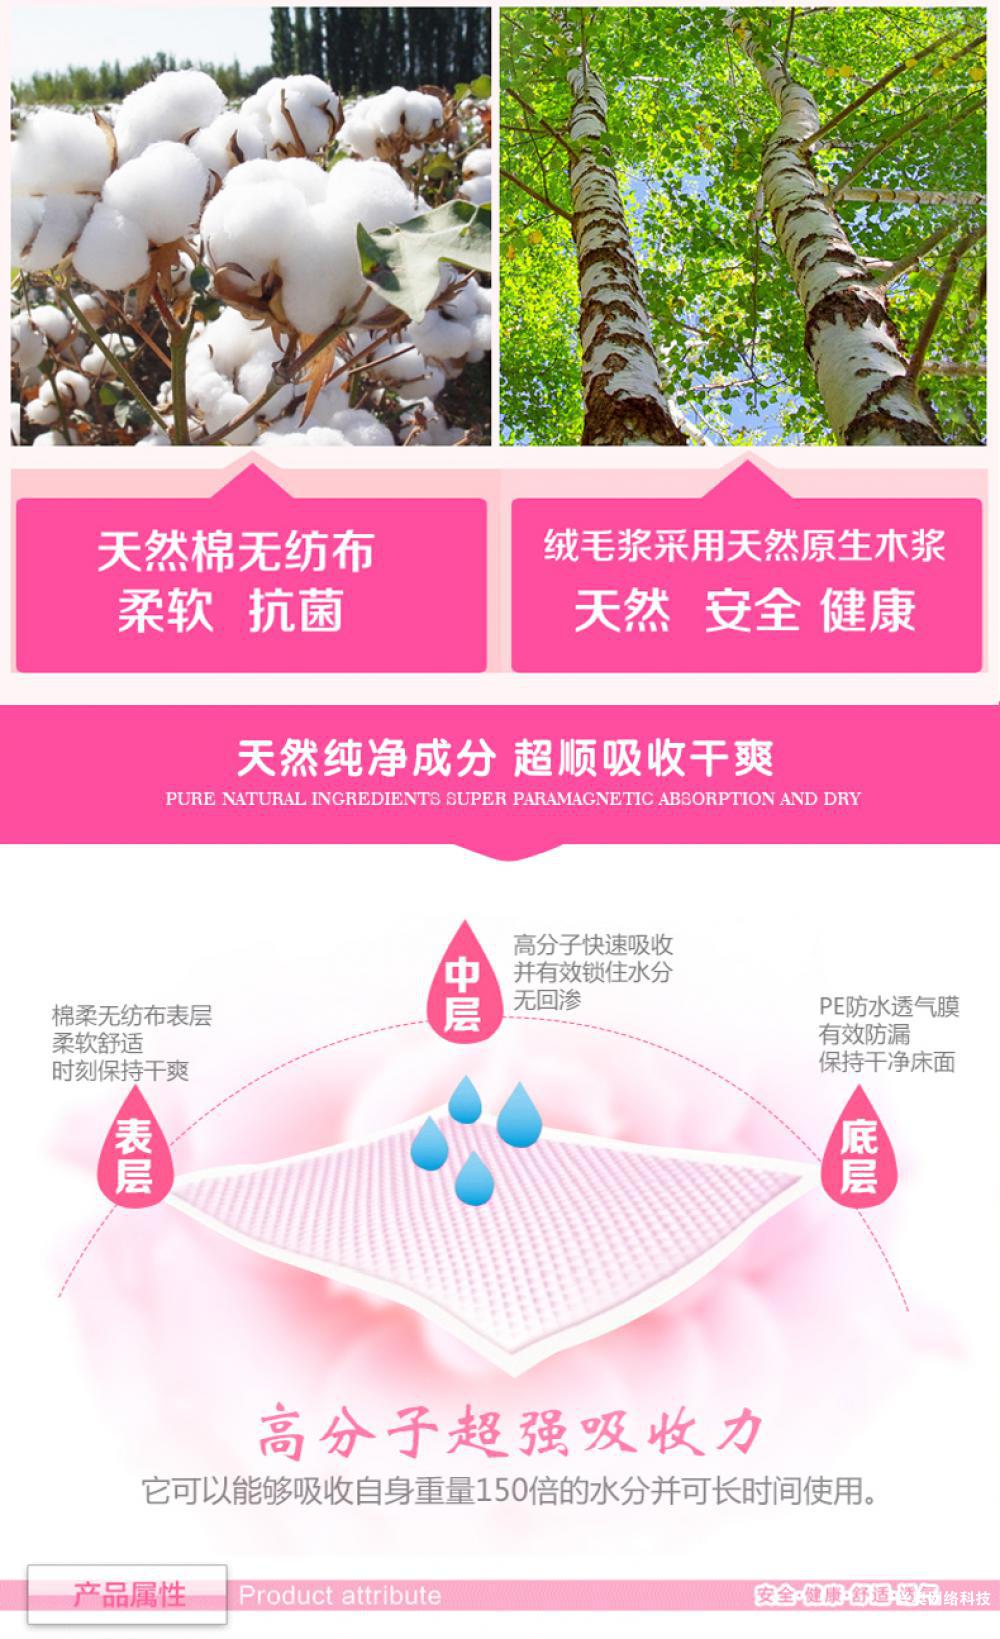 天然棉无纺布
柔软 抗菌
绒毛浆采用天然原生木浆
天然 安全 健康
天然纯净成分 超顺吸收干爽
PURE NATURAL INGREDIENTS SUPER PARAMAGNETIC ABSORPTION AND DRY
中层
高分子快速吸收
并有效锁住水分
无回渗
棉柔无纺布表层
柔软舒适
时刻保持干爽
表层
PE防水透气膜
有效防漏
保持干净床面
底层
高分子超强吸收力
它可以能够吸收自身重量150倍的水分并可长时间使用。
产品属性
Product attribute
安全·健康·舒适·透气
网络科技